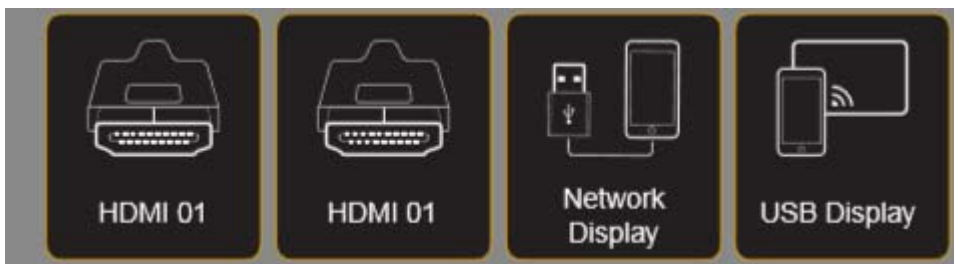 HDMI 01
HDMI 01
Network
Display
USB Display